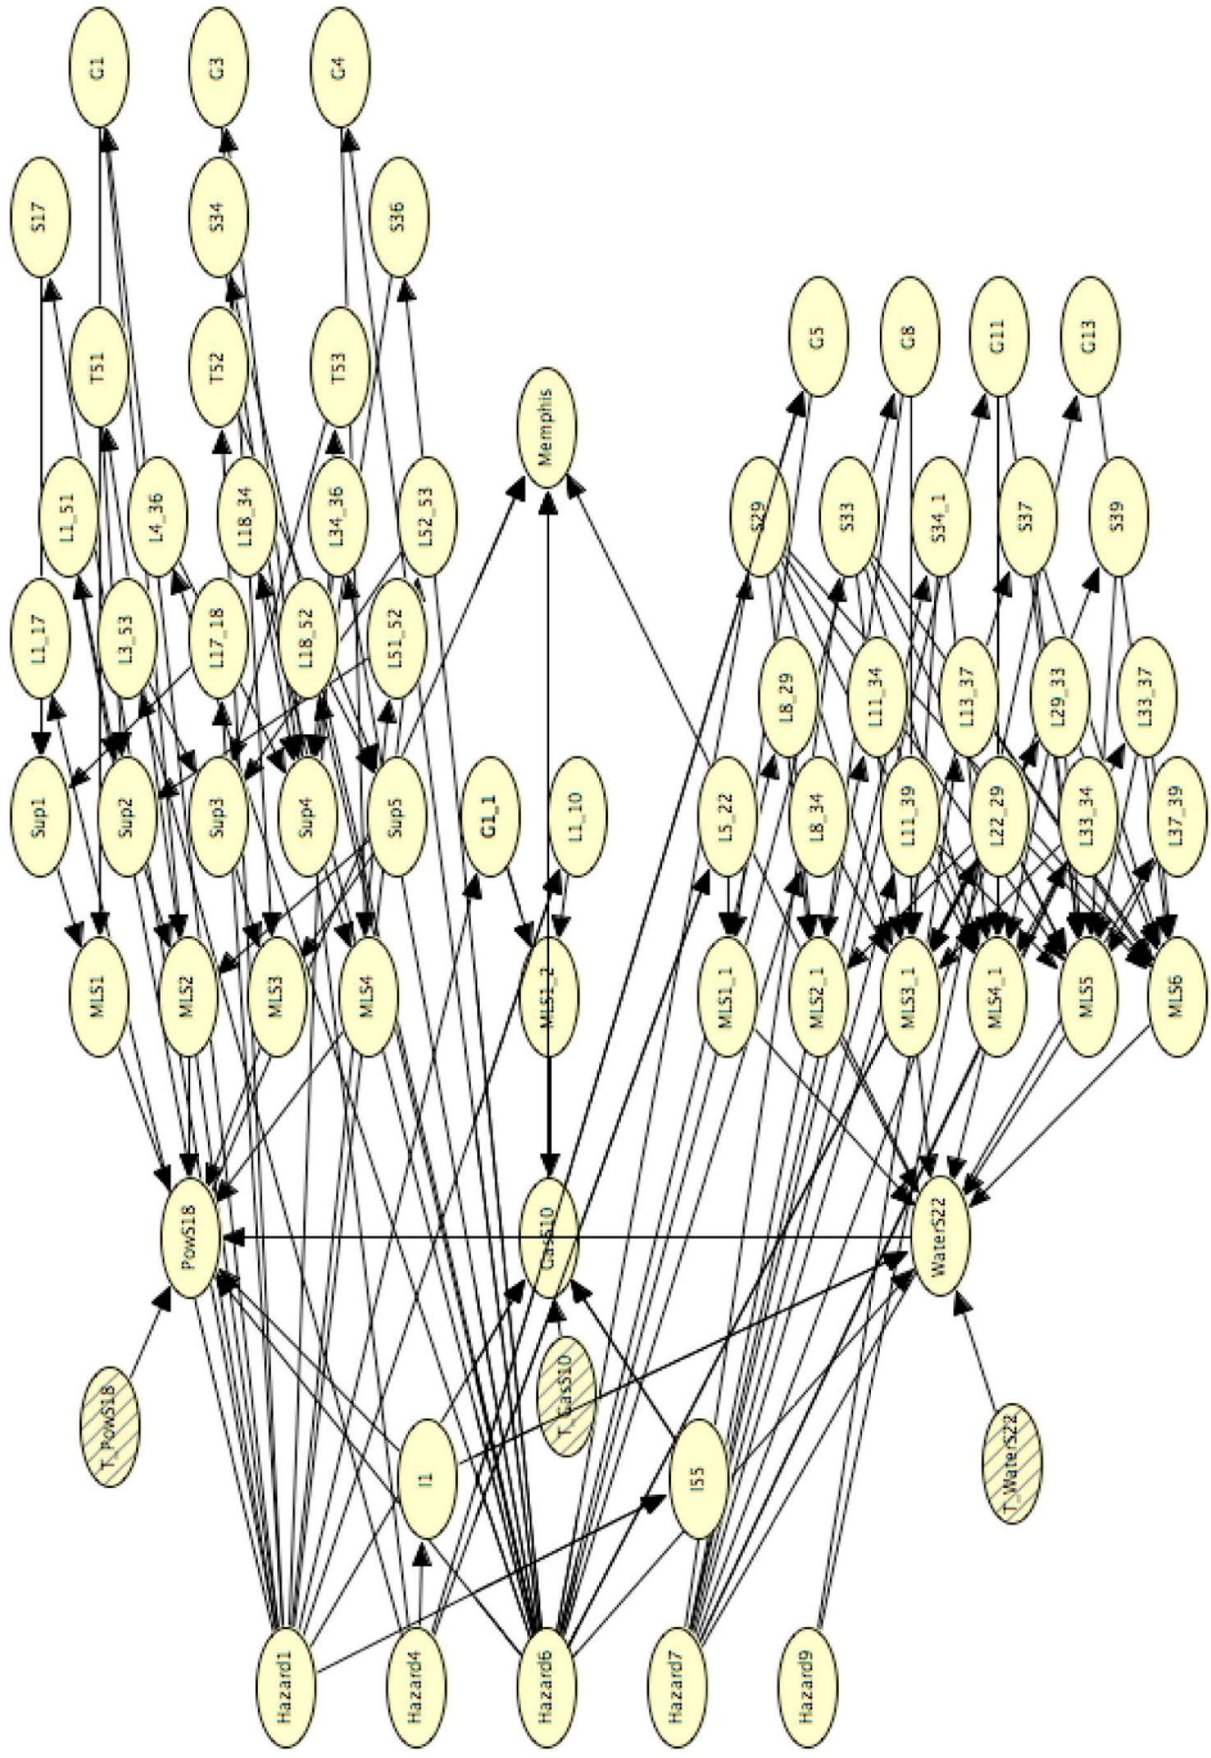 G1
G3
G4
S17
S34
S36
T51
T52
T53
G5
G8
G11
G13
Memphis
L1_51
L4_36
L18_34
L34_36
L52_53
S29
S33
S34_1
S37
S39
L1_17
L3_53
L17_18
L18_52
L51_52
L8_29
L11_34
L13_37
L29_33
L33_37
Sup1
Sup2
Sup3
Sup4
Sup5
G1_1
L1_10
L5_22
L8_34
L11_39
L22_29
L33_34
L37_39
MLS1
MLS2
MLS3
MLS4
MLS1_2
MLS1_1
MLS2_1
MLS3_1
MLS4_1
MLS5
MLS6
PowS18
GasS10
WaterS22
T_PowS18
T_GasS10
T_WaterS22
I1
I55
Hazard1
Hazard4
Hazard6
Hazard7
Hazard9